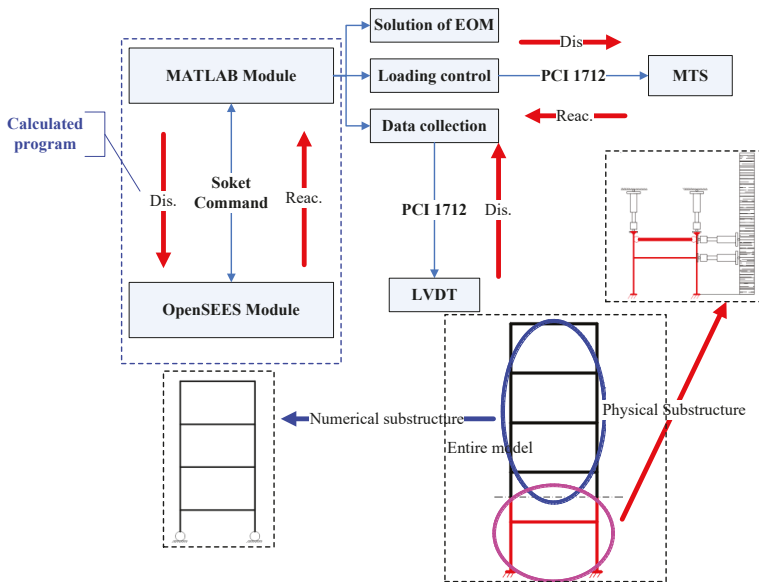 Solution of EOM
Dis
MATLAB Module
Loading control
PCI 1712
MTS
Reac.
Data collection
Calculated
program
Dis.
Soket
Command
Reac.
PCI 1712
Dis.
OpenSEES Module
LVDT
Numerical substructure
Physical Substructure
Entire model